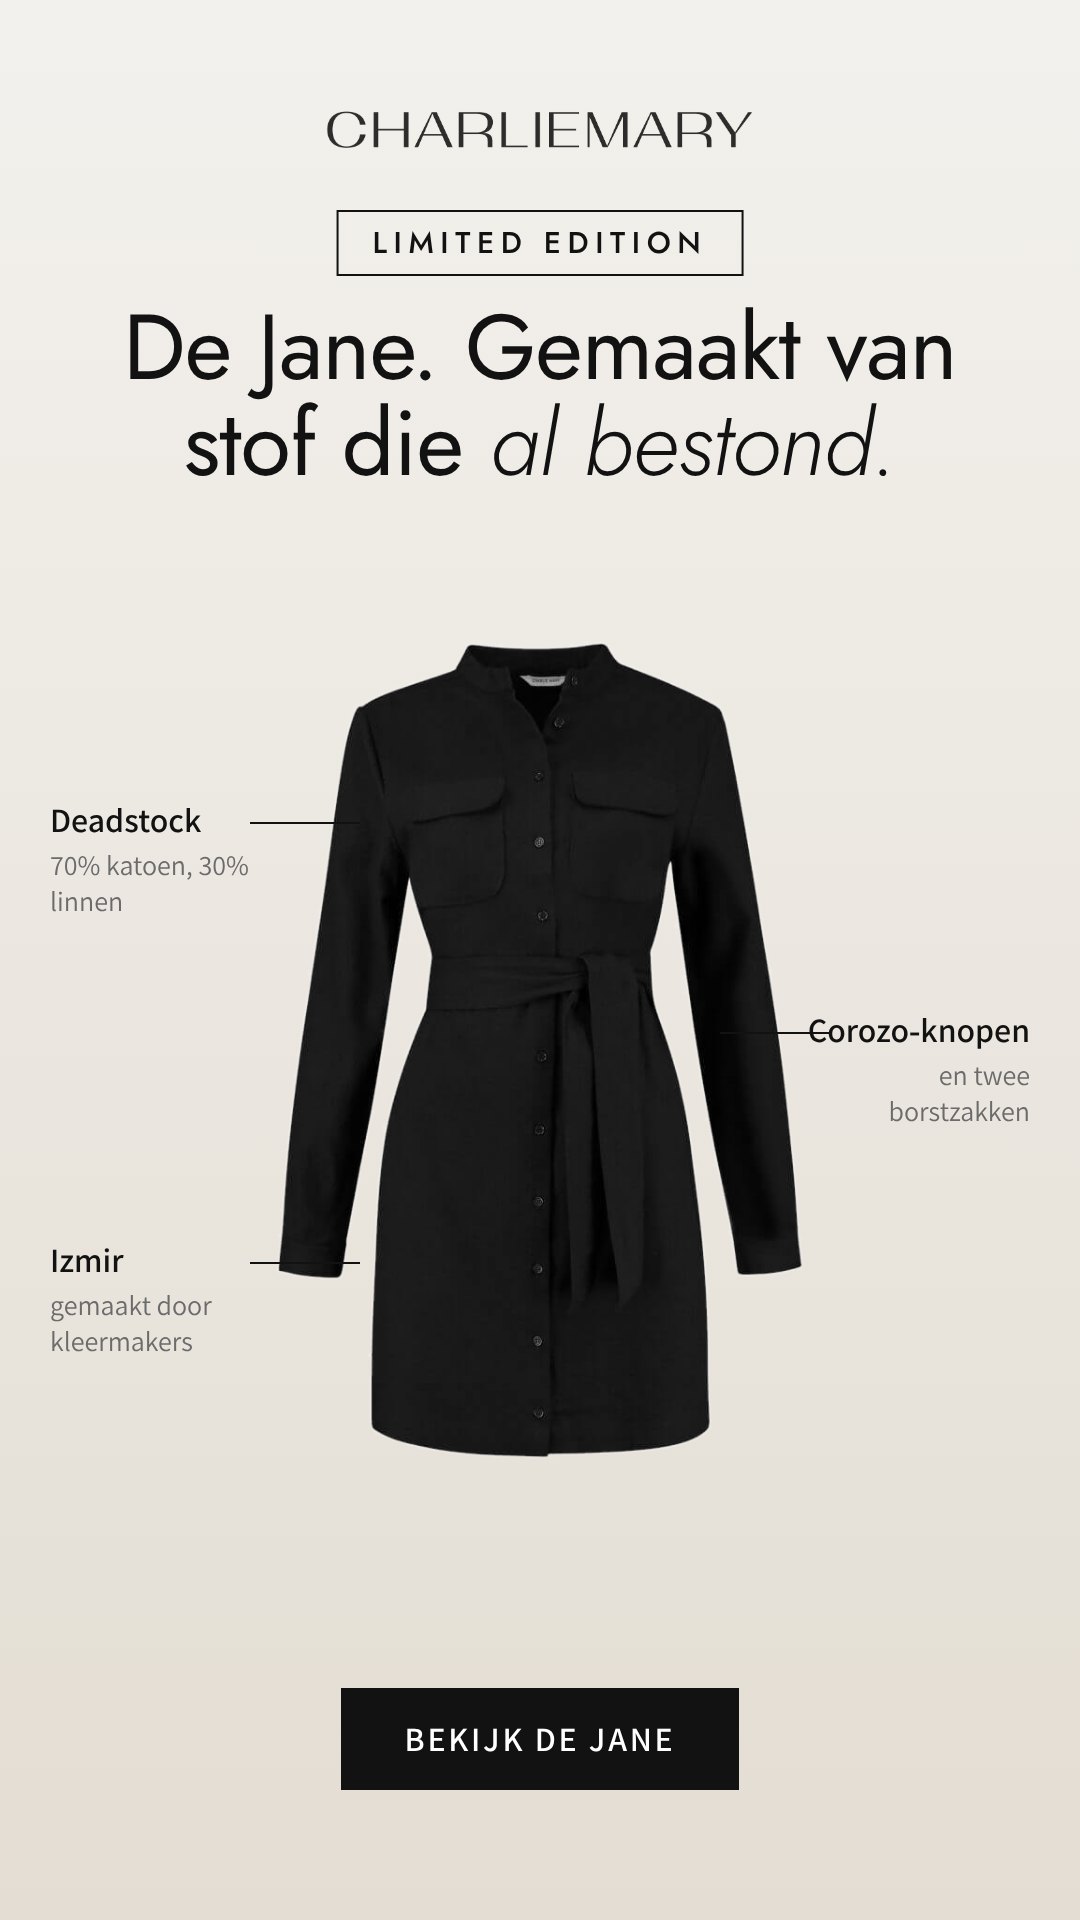 CHARLIEMARY
LIMITED EDITION
De Jane. Gemaakt van
stof die al bestond.
Deadstock
70% katoen, 30%
linnen
Corozo-knopen
en twee
borstzakken
Izmir
gemaakt door
kleermakers
BEKIJK DE JANE